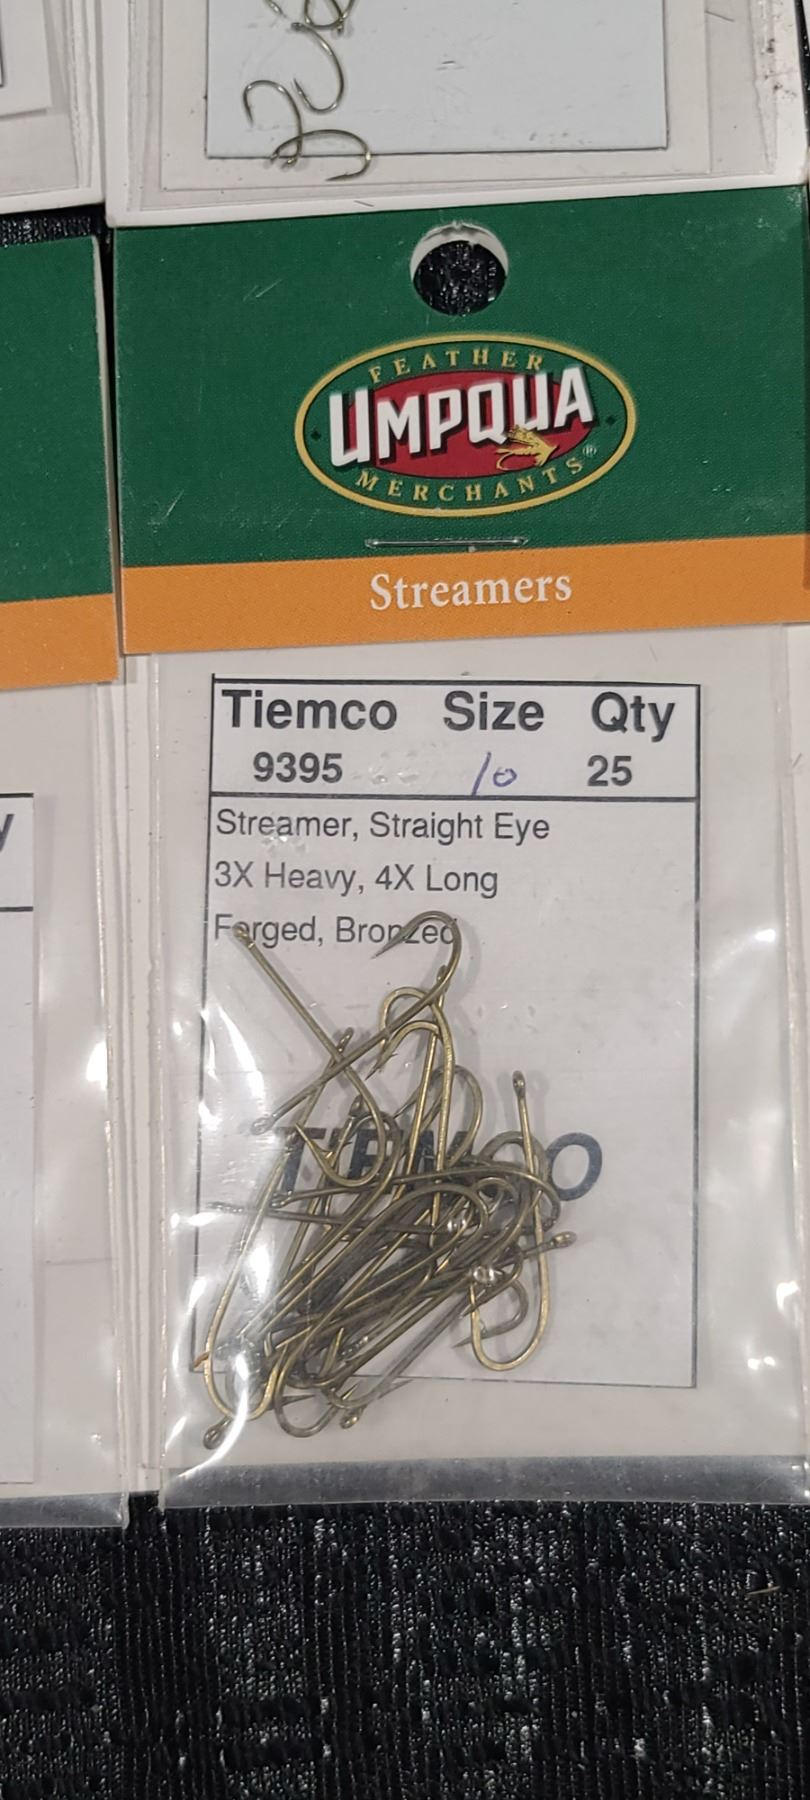 FEATHER
UMPQUA
MERCHANTS®
Streamers
Tiemco Size Qty
9395 10 25
Streamer, Straight Eye
3X Heavy, 4X Long
Forged, Bronzed
TIEMCO
y